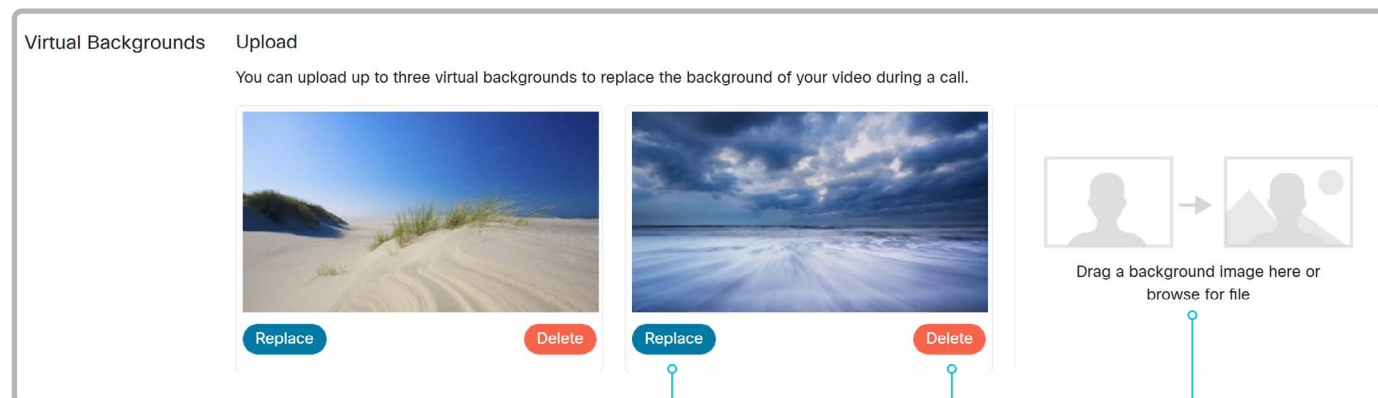 Virtual Backgrounds
Upload
You can upload up to three virtual backgrounds to replace the background of your video during a call.
Replace
Delete
Replace
Delete
Drag a background image here or
browse for file